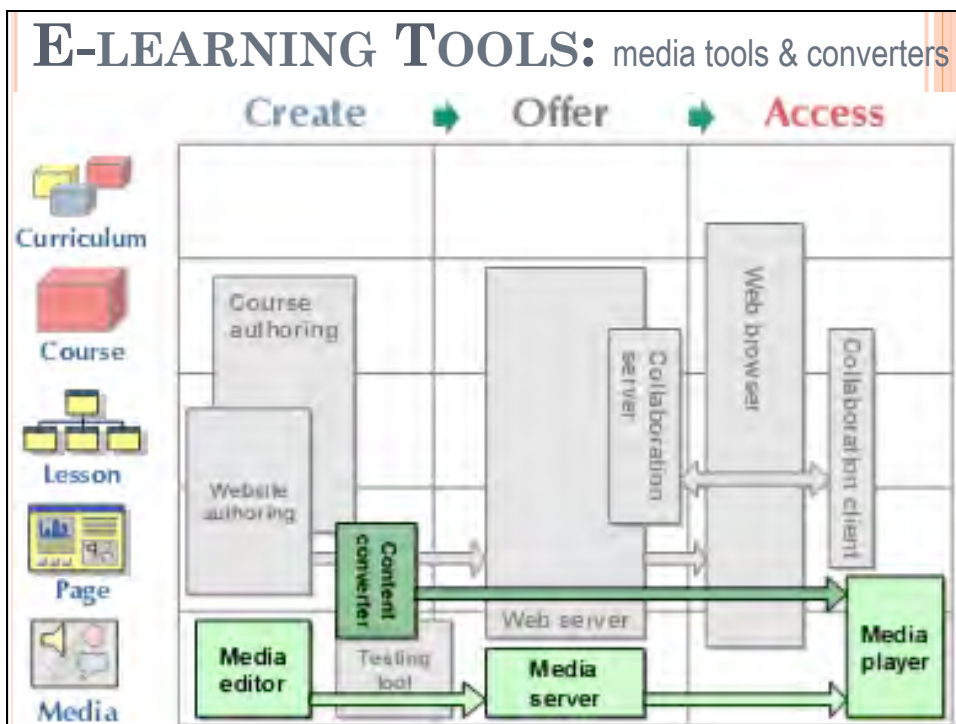 E-LEARNING TOOLS: media tools & converters
Create
Offer
Access
Curriculum
Course
Lesson
Page
Media
Course
authoring
Website
authoring
Content
converter
Media
editor
Testing
tool
Web server
Collaboration
server
Media
server
Web browser
Collaboration client
Media
player